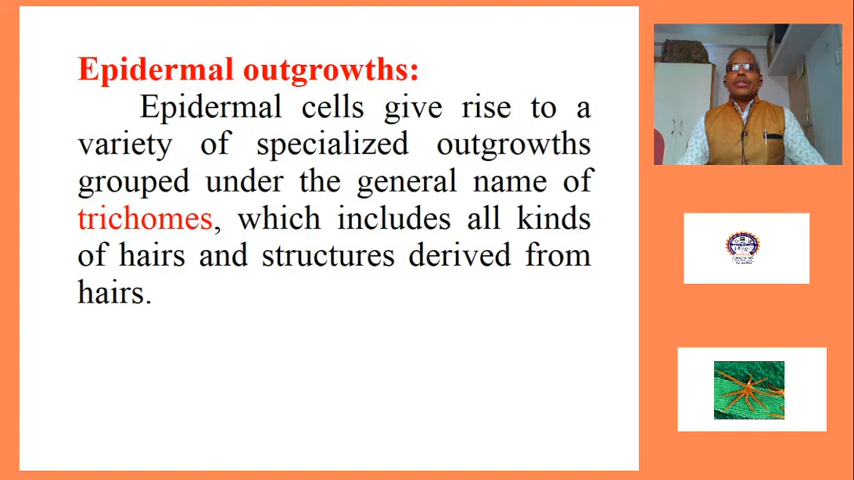 Epidermal outgrowths:
Epidermal cells give rise to a
variety of specialized outgrowths
grouped under the general name of
trichomes, which includes all kinds
of hairs and structures derived from
hairs.